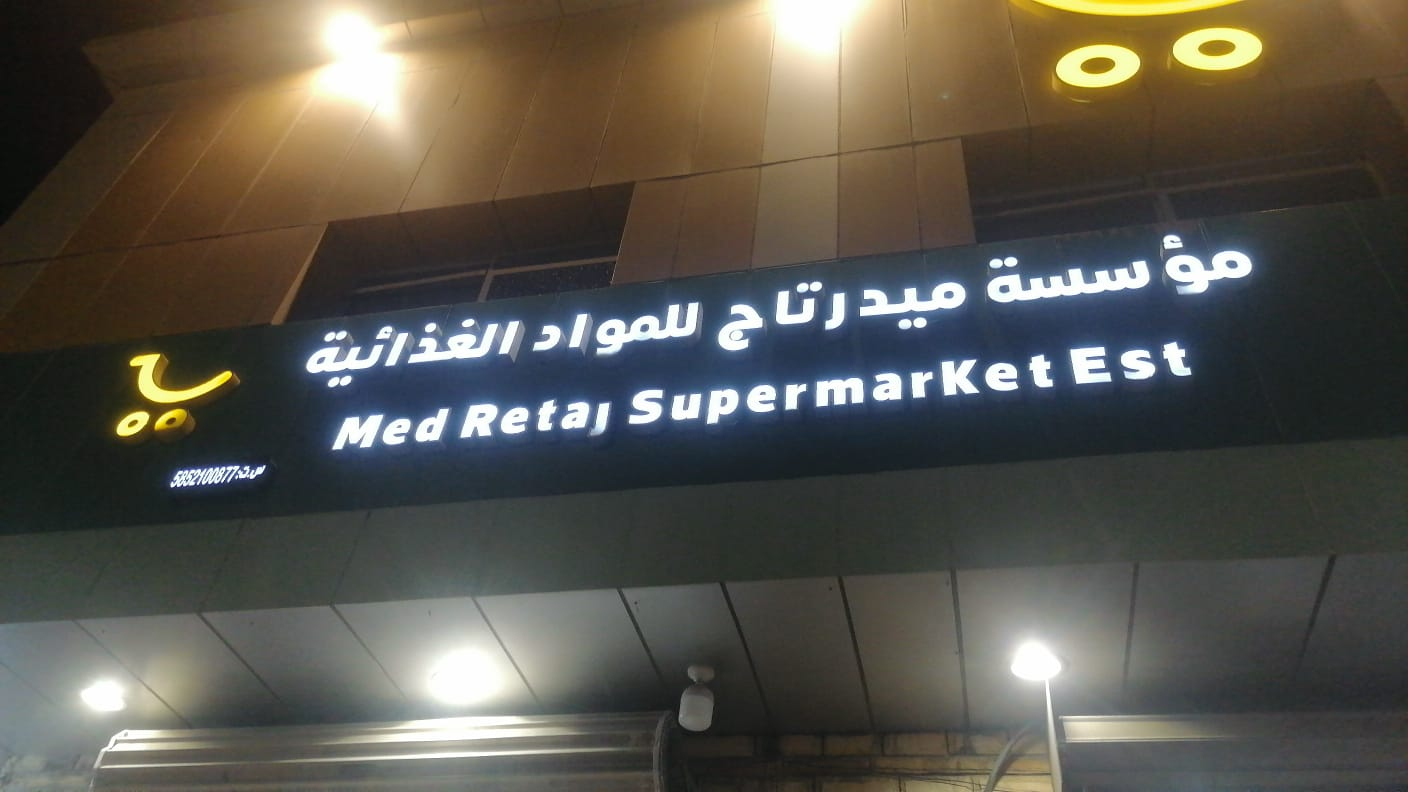 مؤسسة ميدرتاج للمواد الغذائية
Med Retaj SupermarKet Est
س.ت:5852100877